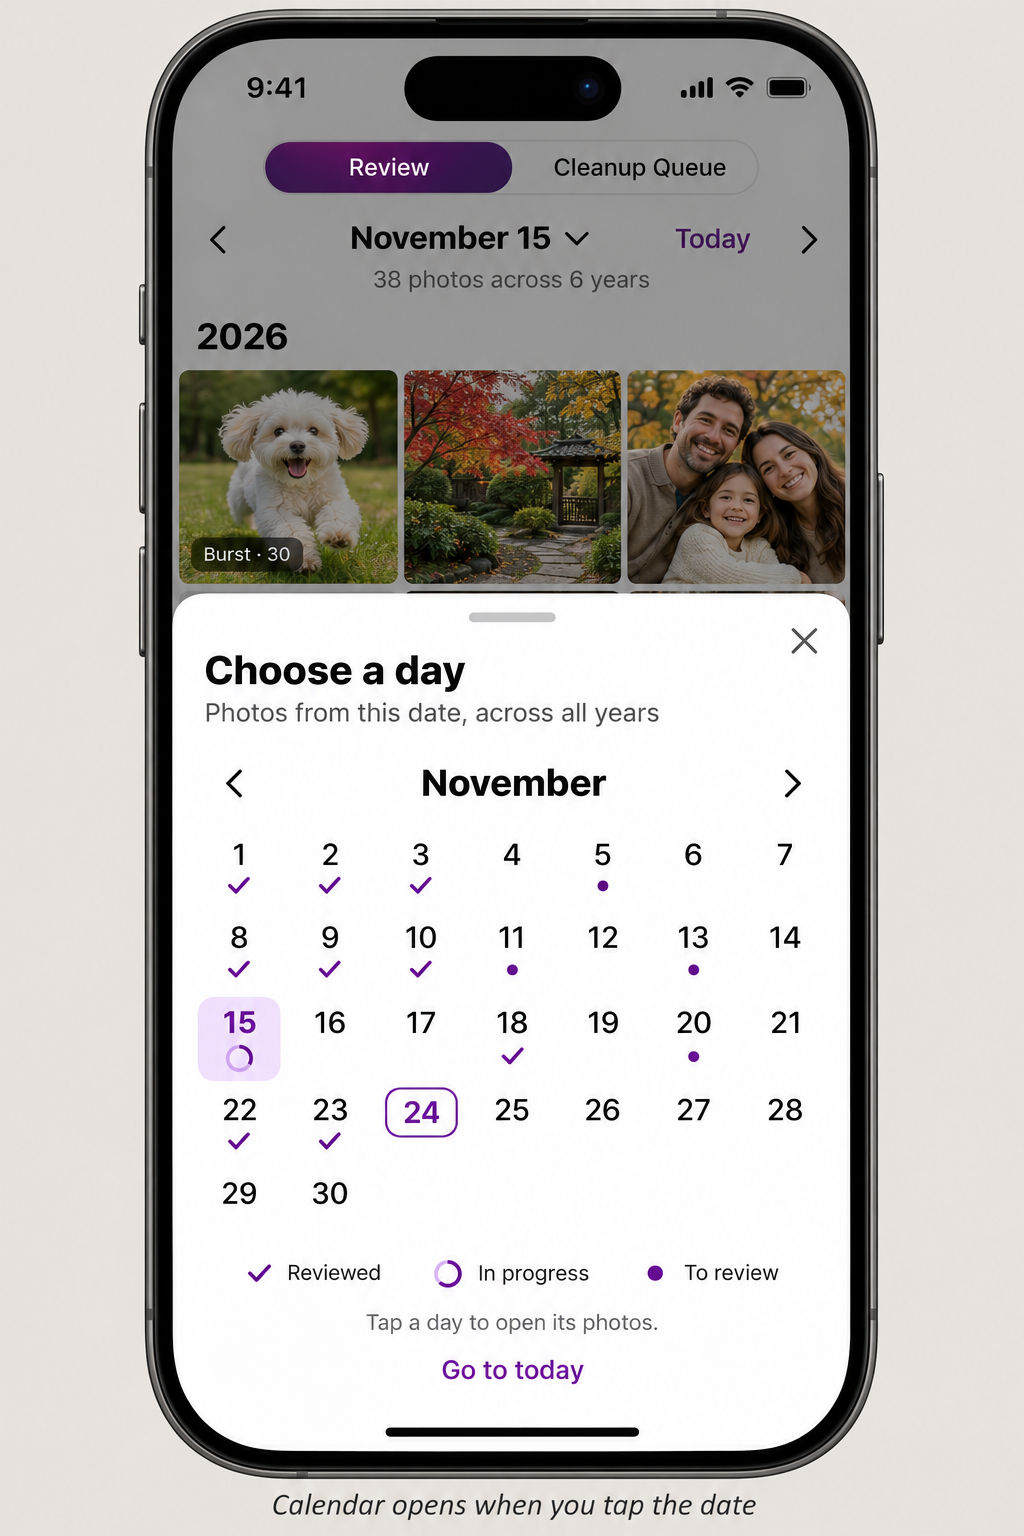 9:41
Review Cleanup Queue
November 15 Today
38 photos across 6 years
2026
Burst · 30
Choose a day
Photos from this date, across all years
November
1 2 3 4 5 6 7
8 9 10 11 12 13 14
15 16 17 18 19 20 21
22 23 24 25 26 27 28
29 30
Reviewed In progress To review
Tap a day to open its photos.
Go to today
Calendar opens when you tap the date